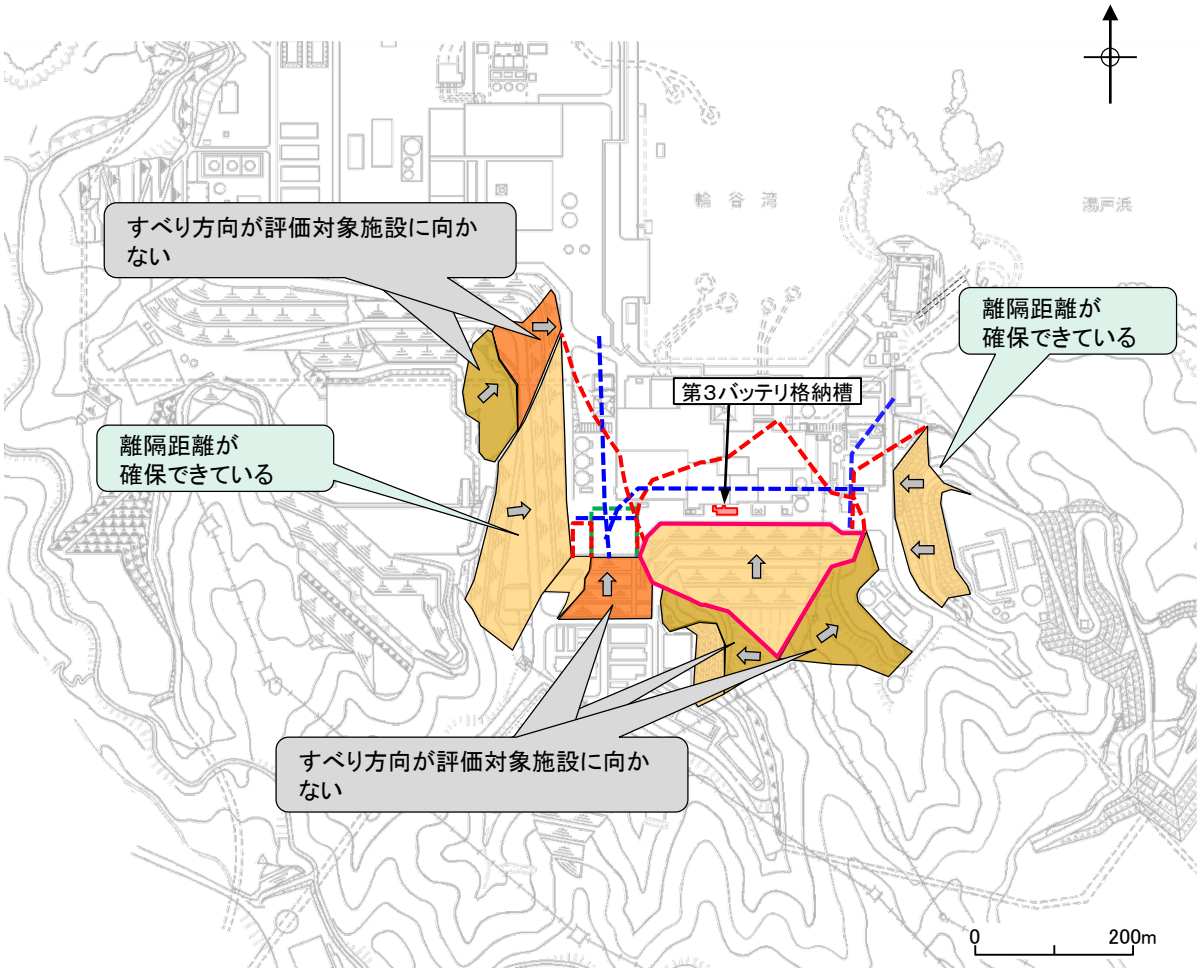 輪谷湾
湯戸浜
すべり方向が評価対象施設に向か
ない
離隔距離が
確保できている
第3バッテリ格納槽
離隔距離が
確保できている
すべり方向が評価対象施設に向か
ない
0 200m